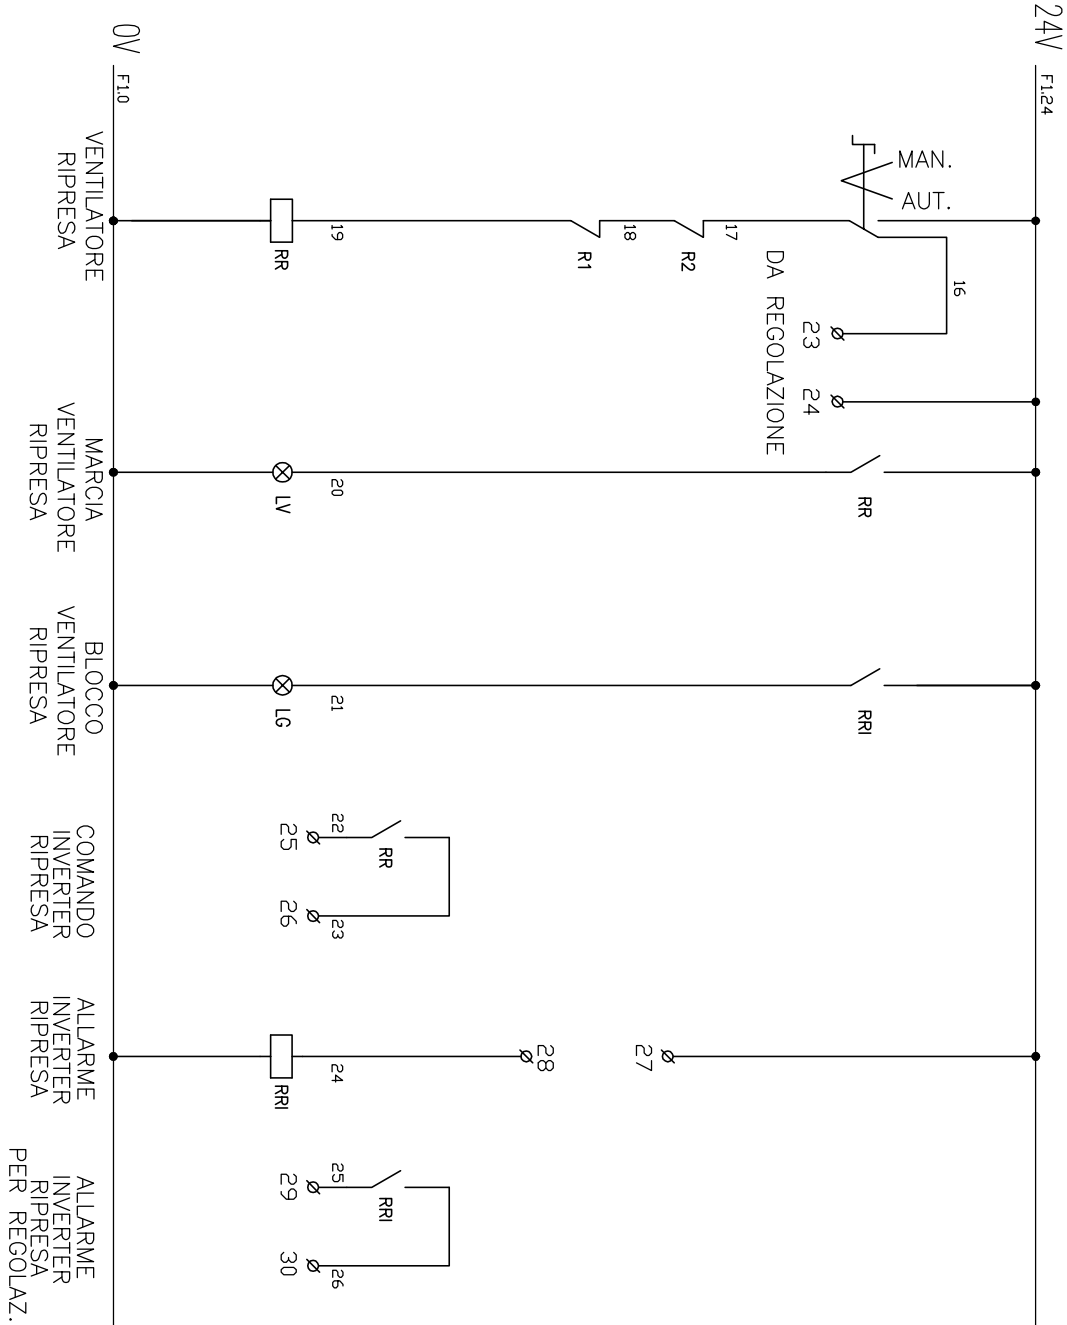 24V
F1.24
0V
F1.0
MAN.
AUT.
16
17
18
19
R2
R1
RR
DA REGOLAZIONE
23
24
VENTILATORE
RIPRESA
RR
20
LV
MARCIA
VENTILATORE
RIPRESA
RRI
21
LG
BLOCCO
VENTILATORE
RIPRESA
RR
22
23
25
26
COMANDO
INVERTER
RIPRESA
27
28
24
RRI
ALLARME
INVERTER
RIPRESA
RRI
25
26
29
30
ALLARME
INVERTER
RIPRESA
PER REGOLAZ.